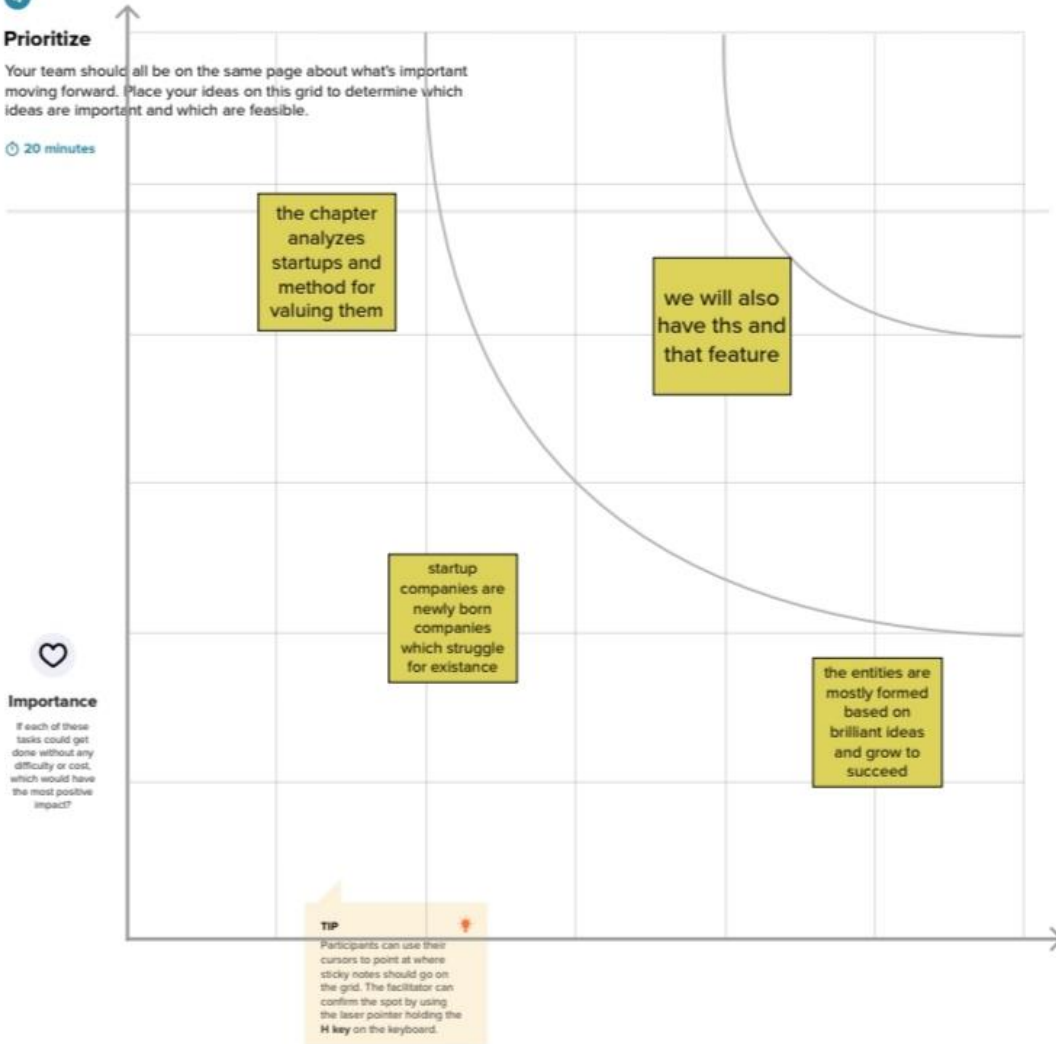 Prioritize
Your team should all be on the same page about what's important
moving forward. Place your ideas on this grid to determine which
ideas are important and which are feasible.
20 minutes
the chapter
analyzes
startups and
method for
valuing them
we will also
have ths and
that feature
startup
companies are
newly born
companies
which struggle
for existance
the entities are
mostly formed
based on
brilliant ideas
and grow to
succeed
Importance
If each of these
tasks could get
done without any
difficulty or cost,
which would have
the most positive
impact?
TIP
Participants can use their
cursors to point at where
sticky notes should go on
the grid. The facilitator can
confirm the spot by using
the laser pointer holding the
H key on the keyboard.